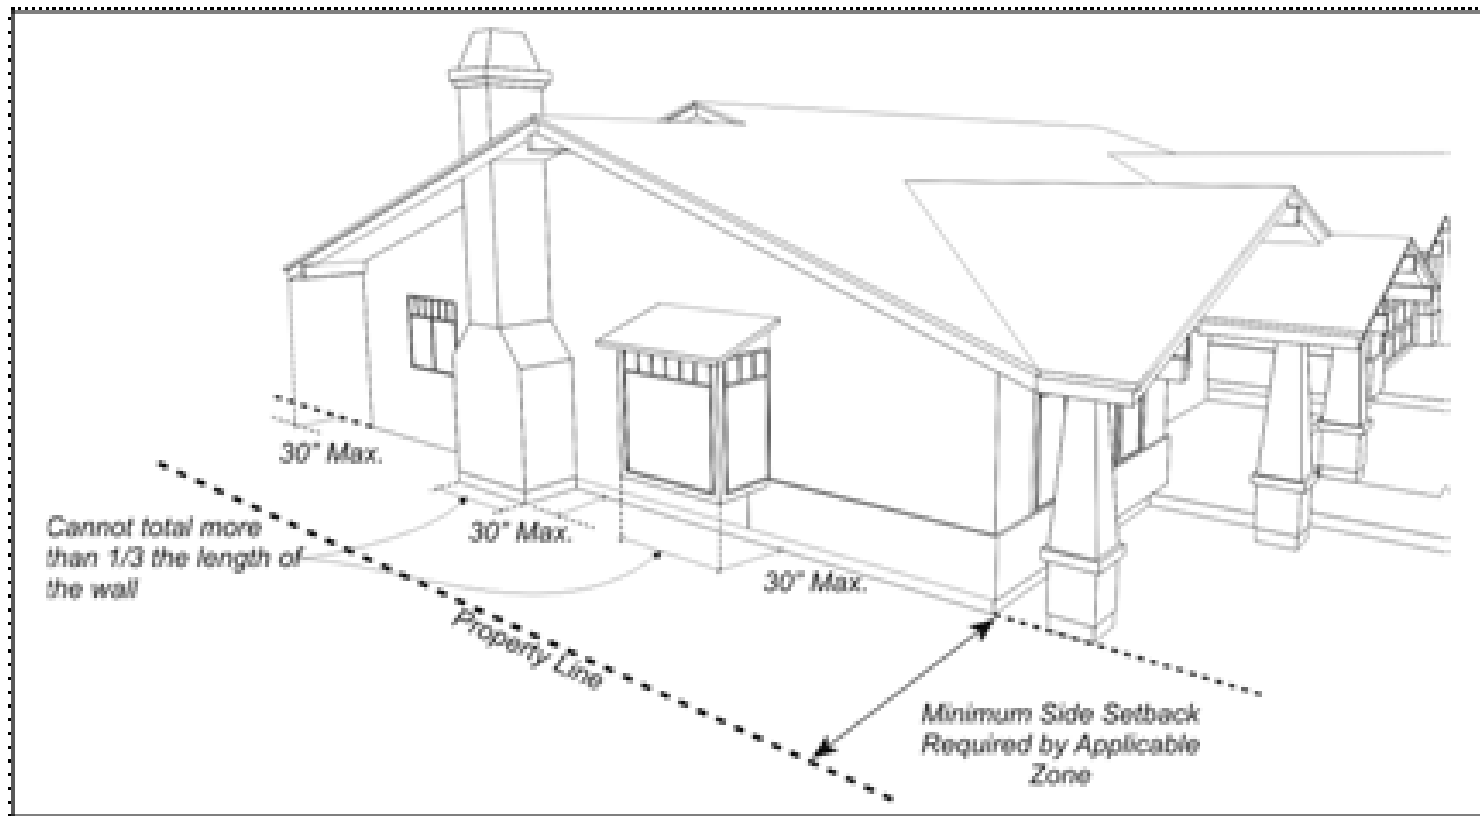 30" Max.
Cannot total more
than 1/3 the length of
the wall
30" Max.
30" Max.
Property Line
Minimum Side Setback
Required by Applicable
Zone